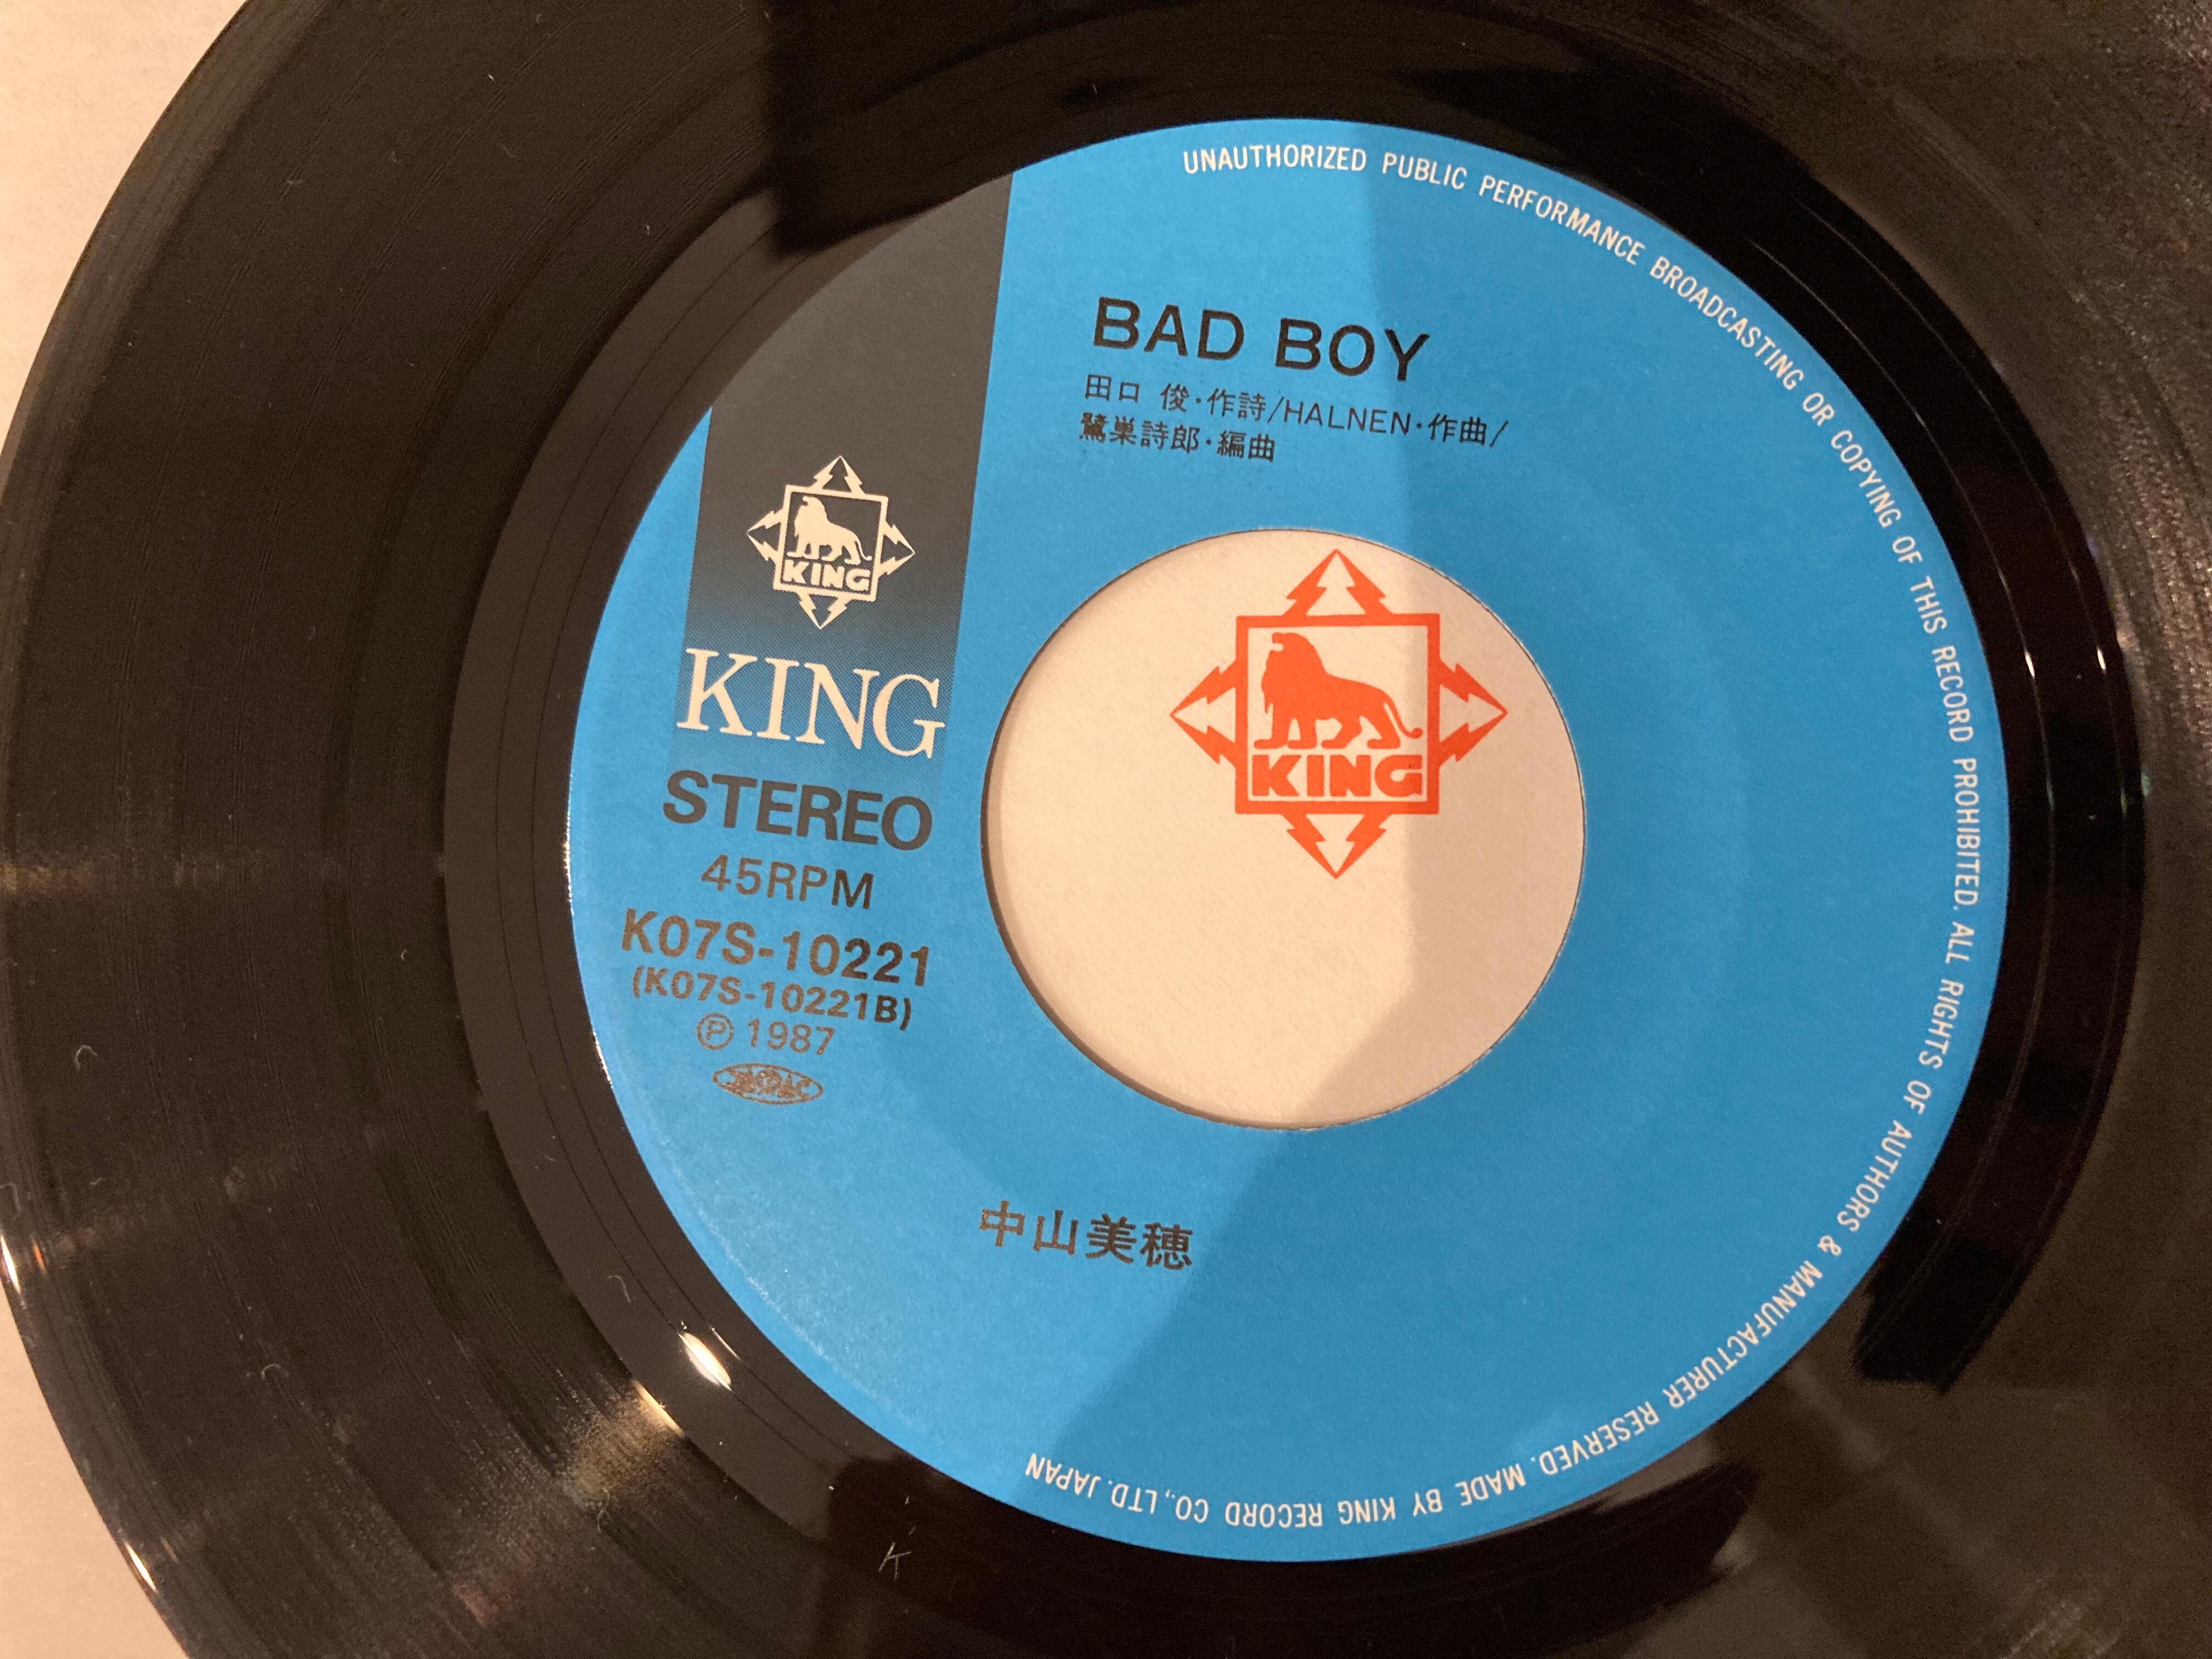 UNAUTHORIZED PUBLIC PERFORMANCE BROADCASTING OR COPYING OF THIS RECORD PROHIBITED. ALL RIGHTS OF AUTHORS & MANUFACTURER RESERVED. MADE BY KING RECORD CO., LTD. JAPAN
BAD BOY
田口 俊・作詩/HALNEN・作曲/
鷺巣詩郎・編曲
KING
KING
STEREO
45RPM
K07S-10221
(K07S-10221B)
Ⓟ 1987
KING
中山美穂
K